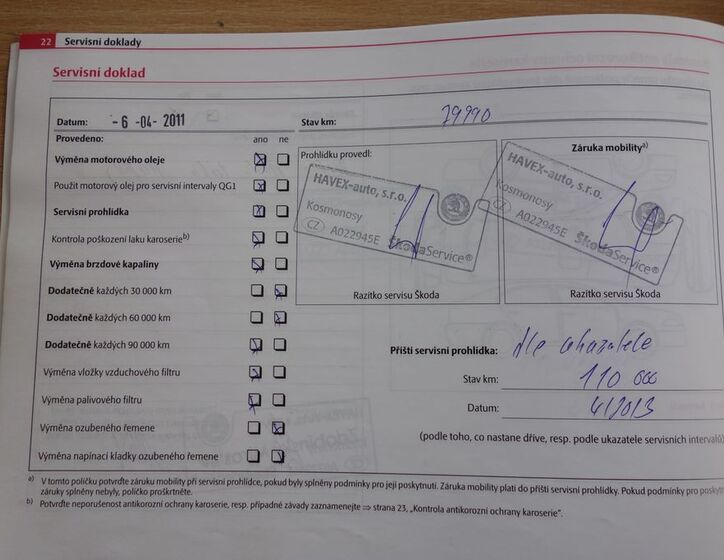 22 Servisní doklady
Servisní doklad
Datum: - 6 -04- 2011 Stav km:
Provedeno: ano ne
Výměna motorového oleje
Použit motorový olej pro servisní intervaly QG1
Servisní prohlídka
Kontrola poškození laku karoserie b)
Výměna brzdové kapaliny
Dodatečně každých 30 000 km
Dodatečně každých 60 000 km
Dodatečně každých 90 000 km
Výměna vložky vzduchového filtru
Výměna palivového filtru
Výměna ozubeného řemene
Výměna napínací kladky ozubeného řemene
Prohlídku provedl:
HAVEX-auto, s.r.o.
Kosmonosy
CZ A022945E ŠkodaService®
Razítko servisu Škoda
Záruka mobility a)
HAVEX-auto, s.r.o.
Kosmonosy
CZ A022945E ŠkodaService®
Razítko servisu Škoda
Příští servisní prohlídka: dle ukazatele
Stav km: 110 000
Datum: 4/2013
(podle toho, co nastane dříve, resp. podle ukazatele servisních intervalů)
a) V tomto políčku potvrďte záruku mobility při servisní prohlídce, pokud byly splněny podmínky pro její poskytnutí. Záruka mobility platí do příští servisní prohlídky. Pokud podmínky pro
záruky splněny nebyly, políčko proškrtněte.
b) Potvrďte neporušenost antikorozní ochrany karoserie, resp. případné závady zaznamenejte ⇒ strana 23, „Kontrola antikorozní ochrany karoserie“.